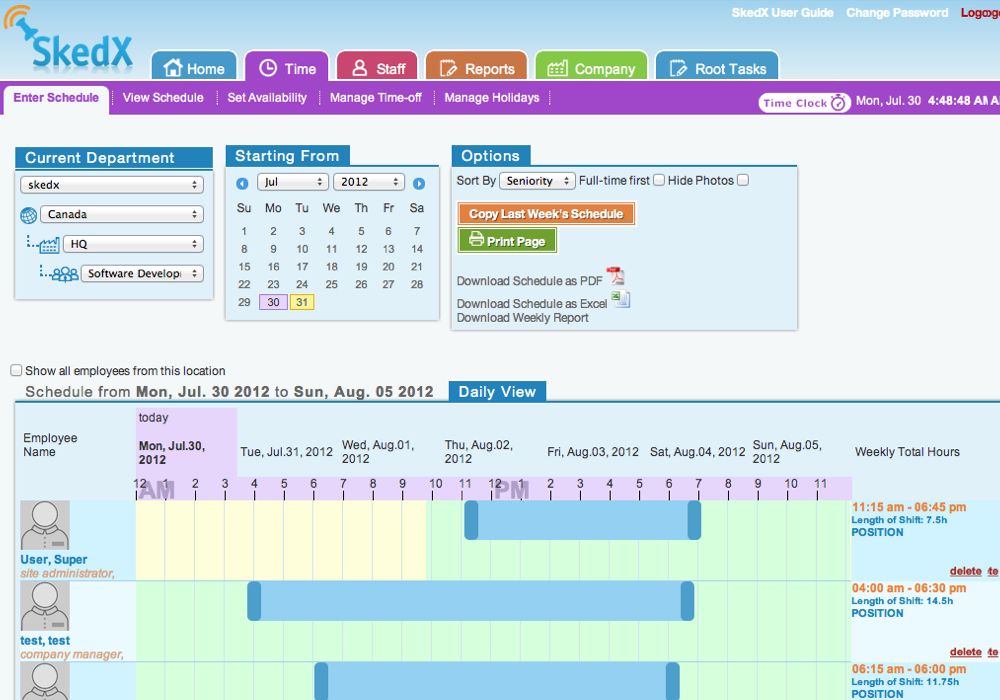 SkedX User Guide Change Password
SkedX
Home Time Staff Reports Company Root Tasks
Enter Schedule View Schedule Set Availability Manage Time-off Manage Holidays
Time Clock Mon, Jul. 30 4:48:48 AM
Current Department
skedx
Canada
HQ
Software Develop
Starting From
Jul 2012
Su Mo Tu We Th Fr Sa
1 2 3 4 5 6 7
8 9 10 11 12 13 14
15 16 17 18 19 20 21
22 23 24 25 26 27 28
29 30 31
Options
Sort By Seniority Full-time first Hide Photos
Copy Last Week's Schedule
Print Page
Download Schedule as PDF
Download Schedule as Excel
Download Weekly Report
Show all employees from this location
Schedule from Mon, Jul. 30 2012 to Sun, Aug. 05 2012 Daily View
today
Employee
Name
Mon, Jul.30,
2012
Tue, Jul.31, 2012
Wed, Aug.01,
2012
Thu, Aug.02,
2012
Fri, Aug.03, 2012
Sat, Aug.04, 2012
Sun, Aug.05,
2012
Weekly Total Hours
12 1 2 3 4 5 6 7 8 9 10 11 12 1 2 3 4 5 6 7 8 9 10 11
AM PM
User, Super
site administrator,
11:15 am - 06:45 pm
Length of Shift: 7.5h
POSITION
delete
test, test
company manager,
04:00 am - 06:30 pm
Length of Shift: 14.5h
POSITION
delete
06:15 am - 06:00 pm
Length of Shift: 11.75h
POSITION